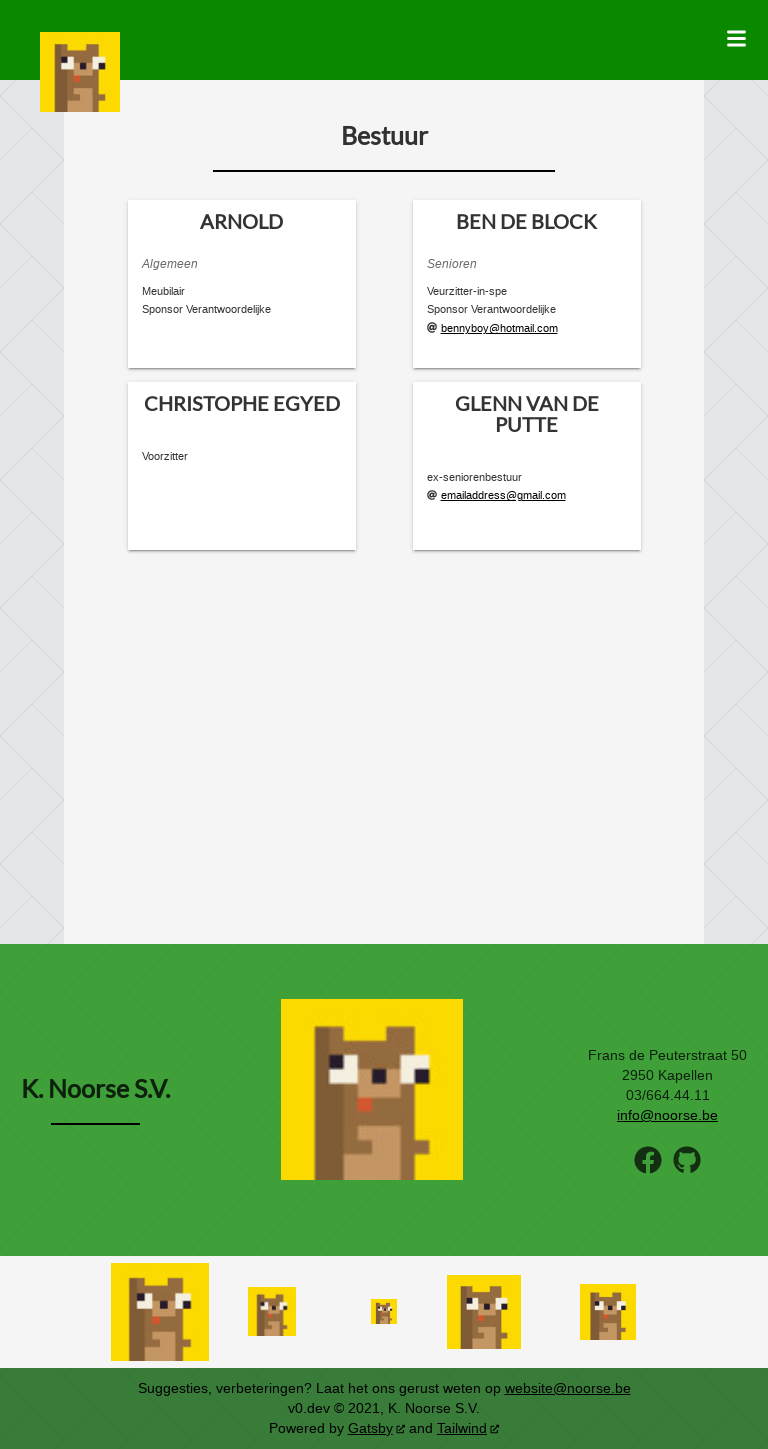 Bestuur
ARNOLD
Algemeen
Meubilair
Sponsor Verantwoordelijke
BEN DE BLOCK
Senioren
Veurzitter-in-spe
Sponsor Verantwoordelijke
@ bennyboy@hotmail.com
CHRISTOPHE EGYED
Voorzitter
GLENN VAN DE
PUTTE
ex-seniorenbestuur
@ emailaddress@gmail.com
K. Noorse S.V.
Frans de Peuterstraat 50
2950 Kapellen
03/664.44.11
info@noorse.be
Suggesties, verbeteringen? Laat het ons gerust weten op website@noorse.be
v0.dev © 2021, K. Noorse S.V.
Powered by Gatsby and Tailwind